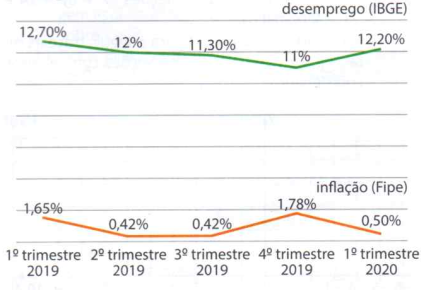 desemprego (IBGE)
12,70%
12%
11,30%
11%
12,20%
inflação (Fipe)
1,65%
0,42%
0,42%
1,78%
0,50%
1º trimestre 2º trimestre 3º trimestre 4º trimestre 1º trimestre
2019 2019 2019 2019 2020